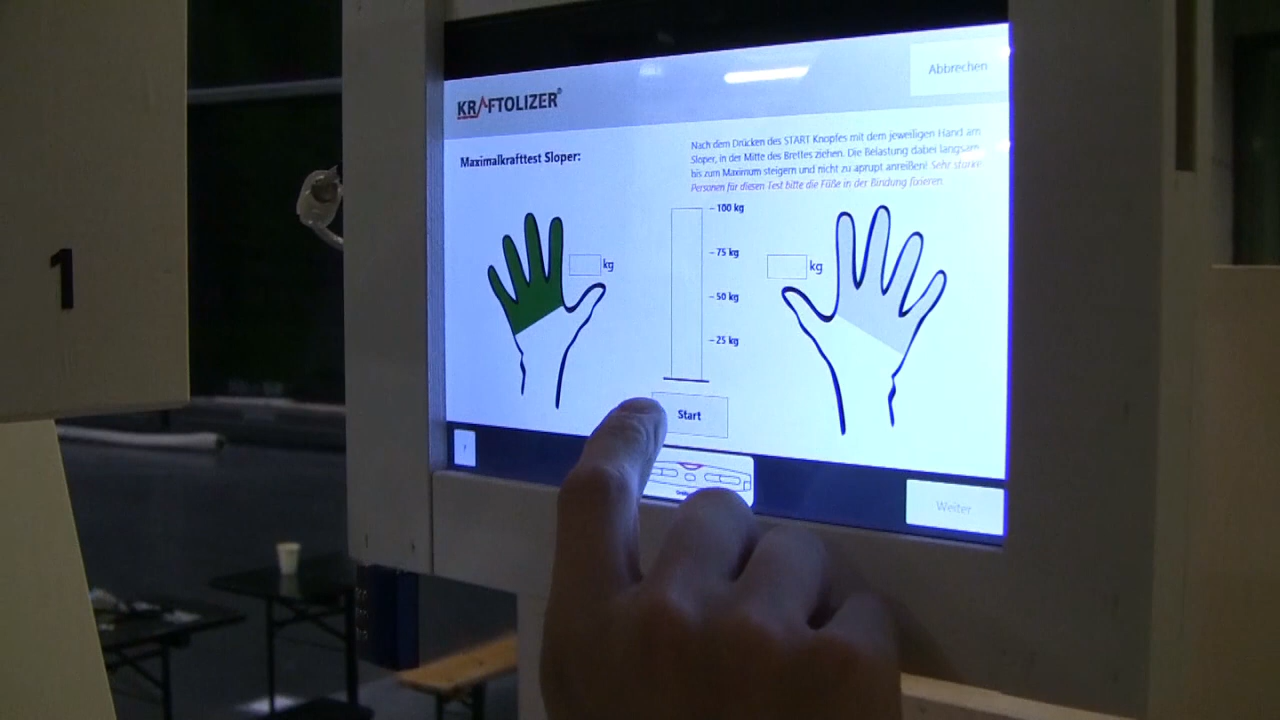 1
KRAFTOLIZER®
Abbrechen
Maximalkrafttest Sloper:
Nach dem Drücken des START Knopfes mit dem jeweiligen Hand am
Sloper, in der Mitte des Brettes ziehen. Die Belastung dabei langsam
bis zum Maximum steigern und nicht zu aprupt anreißen! Sehr starke
Personen für diesen Test bitte die Füße in der Bindung fixieren.
100 kg
75 kg
50 kg
25 kg
kg
kg
Start
Weiter